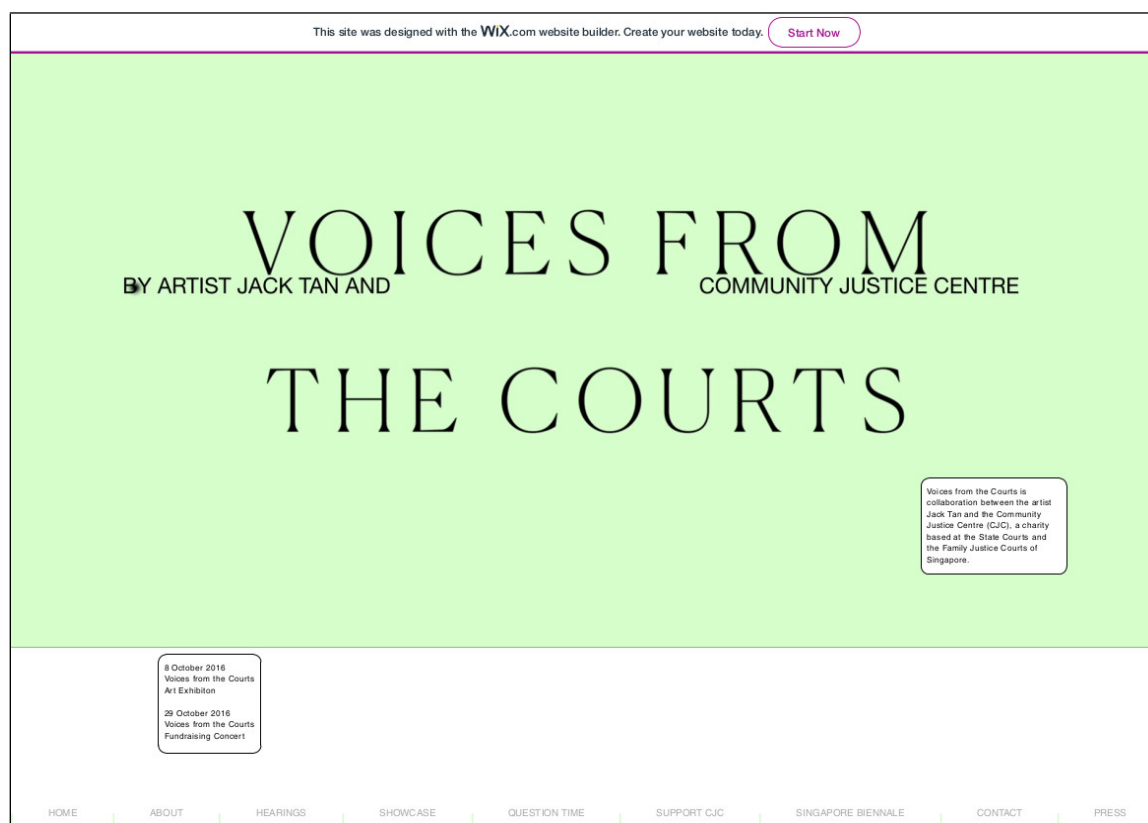 This site was designed with the WiX.com website builder. Create your website today. Start Now
VOICES FROM
BY ARTIST JACK TAN AND COMMUNITY JUSTICE CENTRE
THE COURTS
Voices from the Courts is
collaboration between the artist
Jack Tan and the Community
Justice Centre (CJC), a charity
based at the State Courts and
the Family Justice Courts of
Singapore.
8 October 2016
Voices from the Courts
Art Exhibiton
29 October 2016
Voices from the Courts
Fundraising Concert
HOME ABOUT HEARINGS SHOWCASE QUESTION TIME SUPPORT CJC SINGAPORE BIENNALE CONTACT PRESS